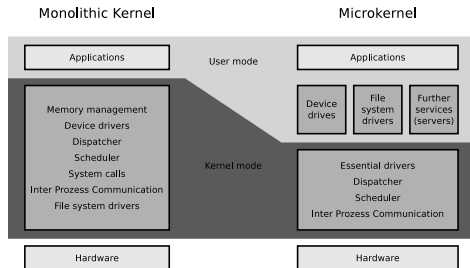 Monolithic Kernel
Microkernel
Applications
User mode
Applications
Device
drives
File
system
drivers
Further
services
(servers)
Memory management
Device drivers
Dispatcher
Scheduler
System calls
Inter Prozess Communication
File system drivers
Kernel mode
Essential drivers
Dispatcher
Scheduler
Inter Prozess Communication
Hardware
Hardware